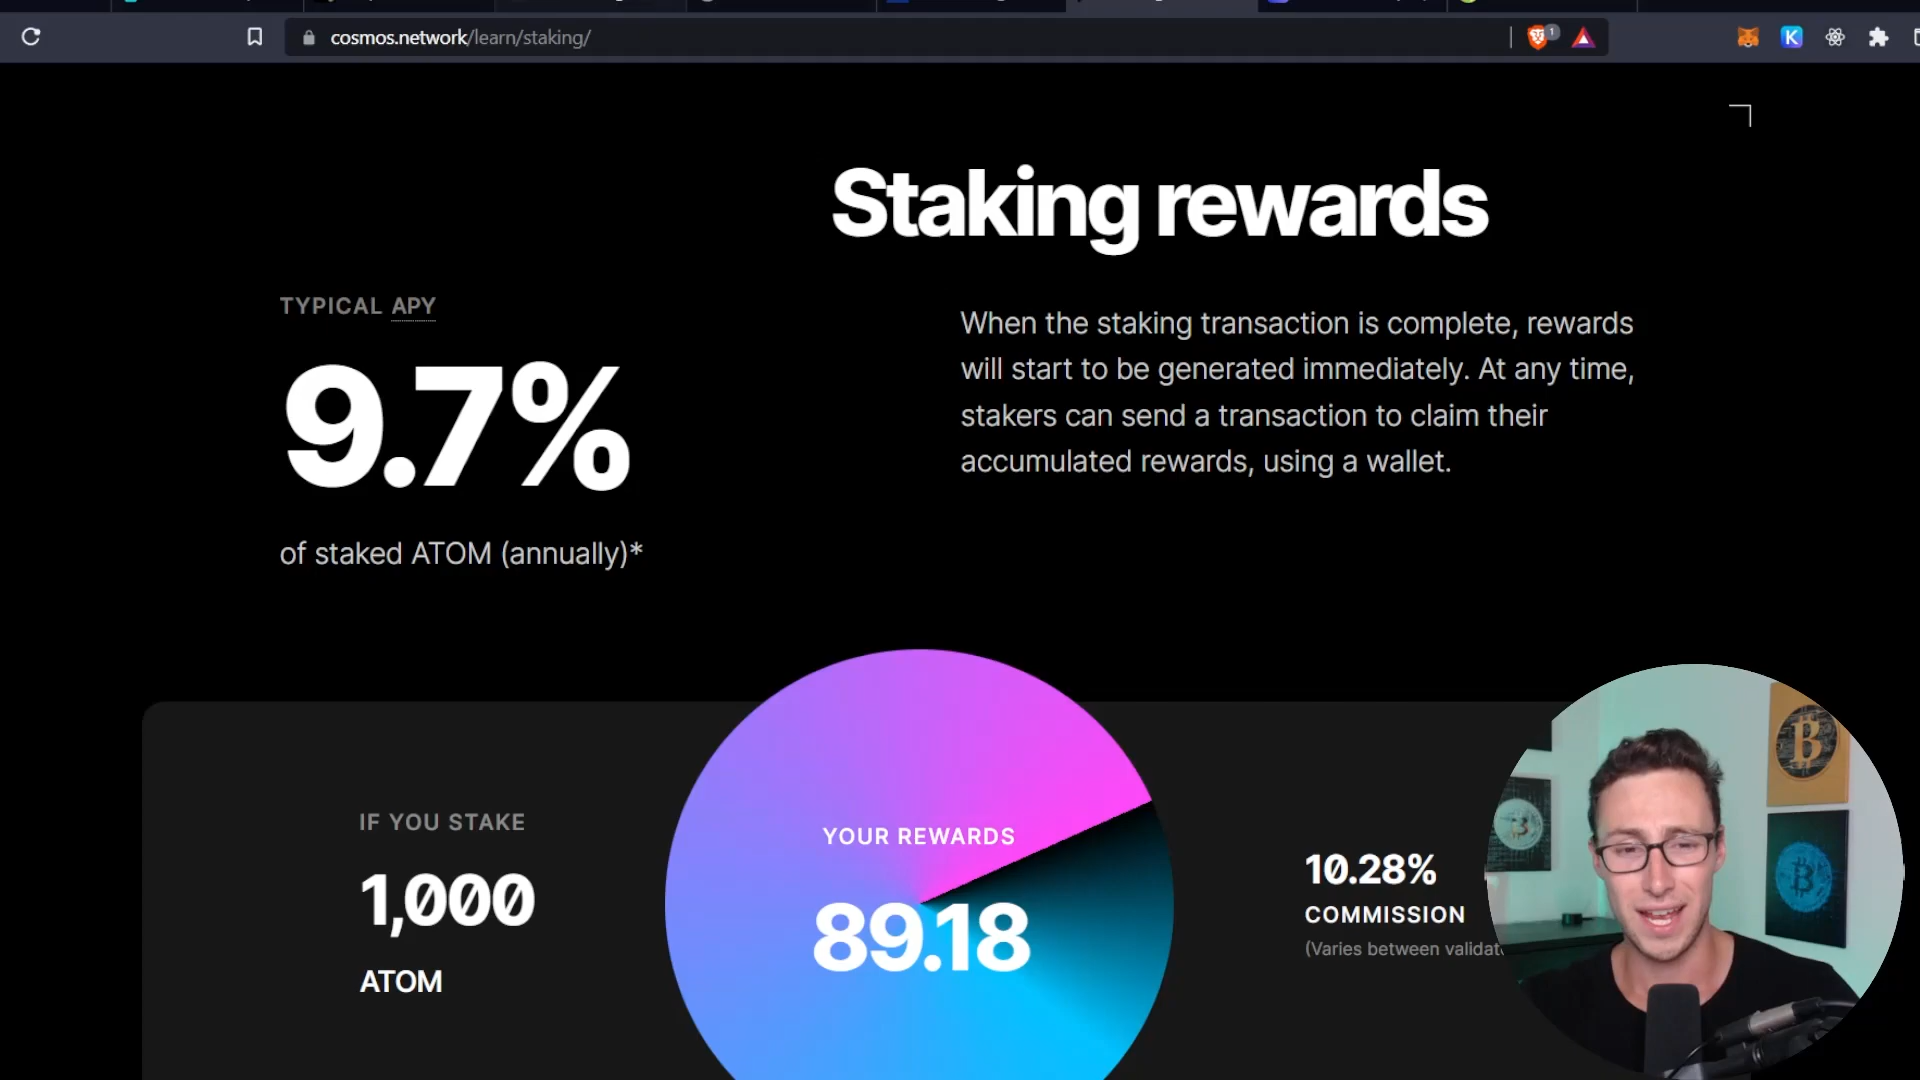 cosmos.network/learn/staking/
1
K
Staking rewards
TYPICAL APY
9.7%
of staked ATOM (annually)*
When the staking transaction is complete, rewards
will start to be generated immediately. At any time,
stakers can send a transaction to claim their
accumulated rewards, using a wallet.
IF YOU STAKE
1,000
ATOM
YOUR REWARDS
89.18
10.28%
COMMISSION
(Varies between